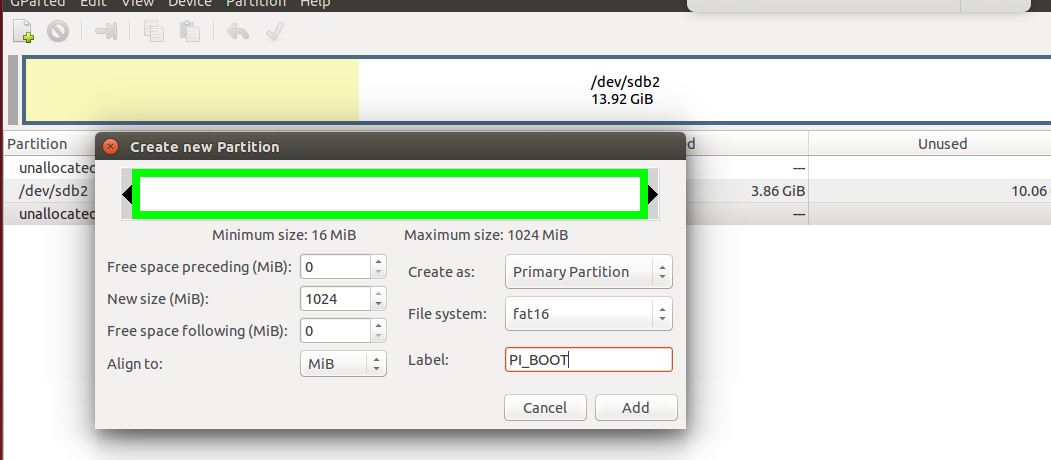 GParted Edit View Device Partition Help
/dev/sdb2
13.92 GiB
Partition Unused
Create new Partition
unallocated ---
/dev/sdb2 3.86 GiB 10.06
unallocated ---
Minimum size: 16 MiB Maximum size: 1024 MiB
Free space preceding (MiB): 0 Create as: Primary Partition
New size (MiB): 1024
File system: fat16
Free space following (MiB): 0
Align to: MiB Label: PI_BOOT
Cancel Add